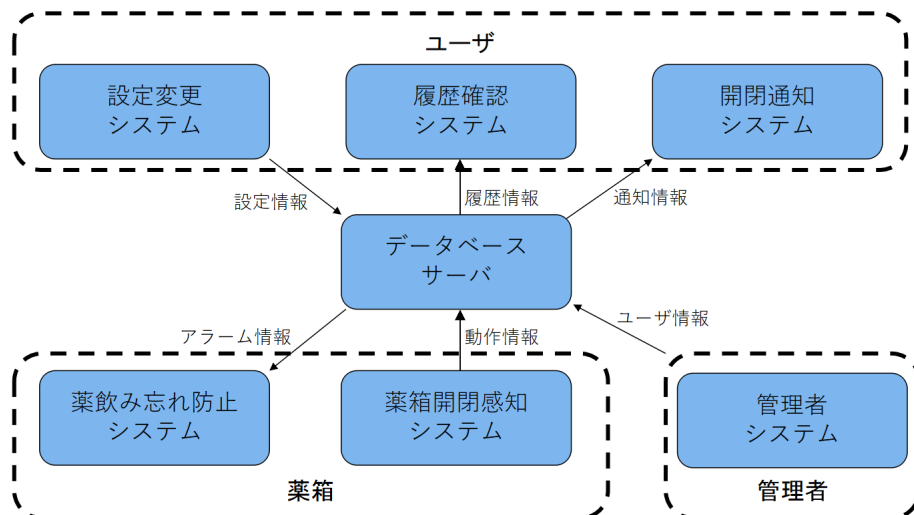 ユーザ
設定変更
システム
履歴確認
システム
開閉通知
システム
設定情報
履歴情報
通知情報
データベース
サーバ
アラーム情報
動作情報
ユーザ情報
薬飲み忘れ防止
システム
薬箱開閉感知
システム
管理者
システム
薬箱
管理者